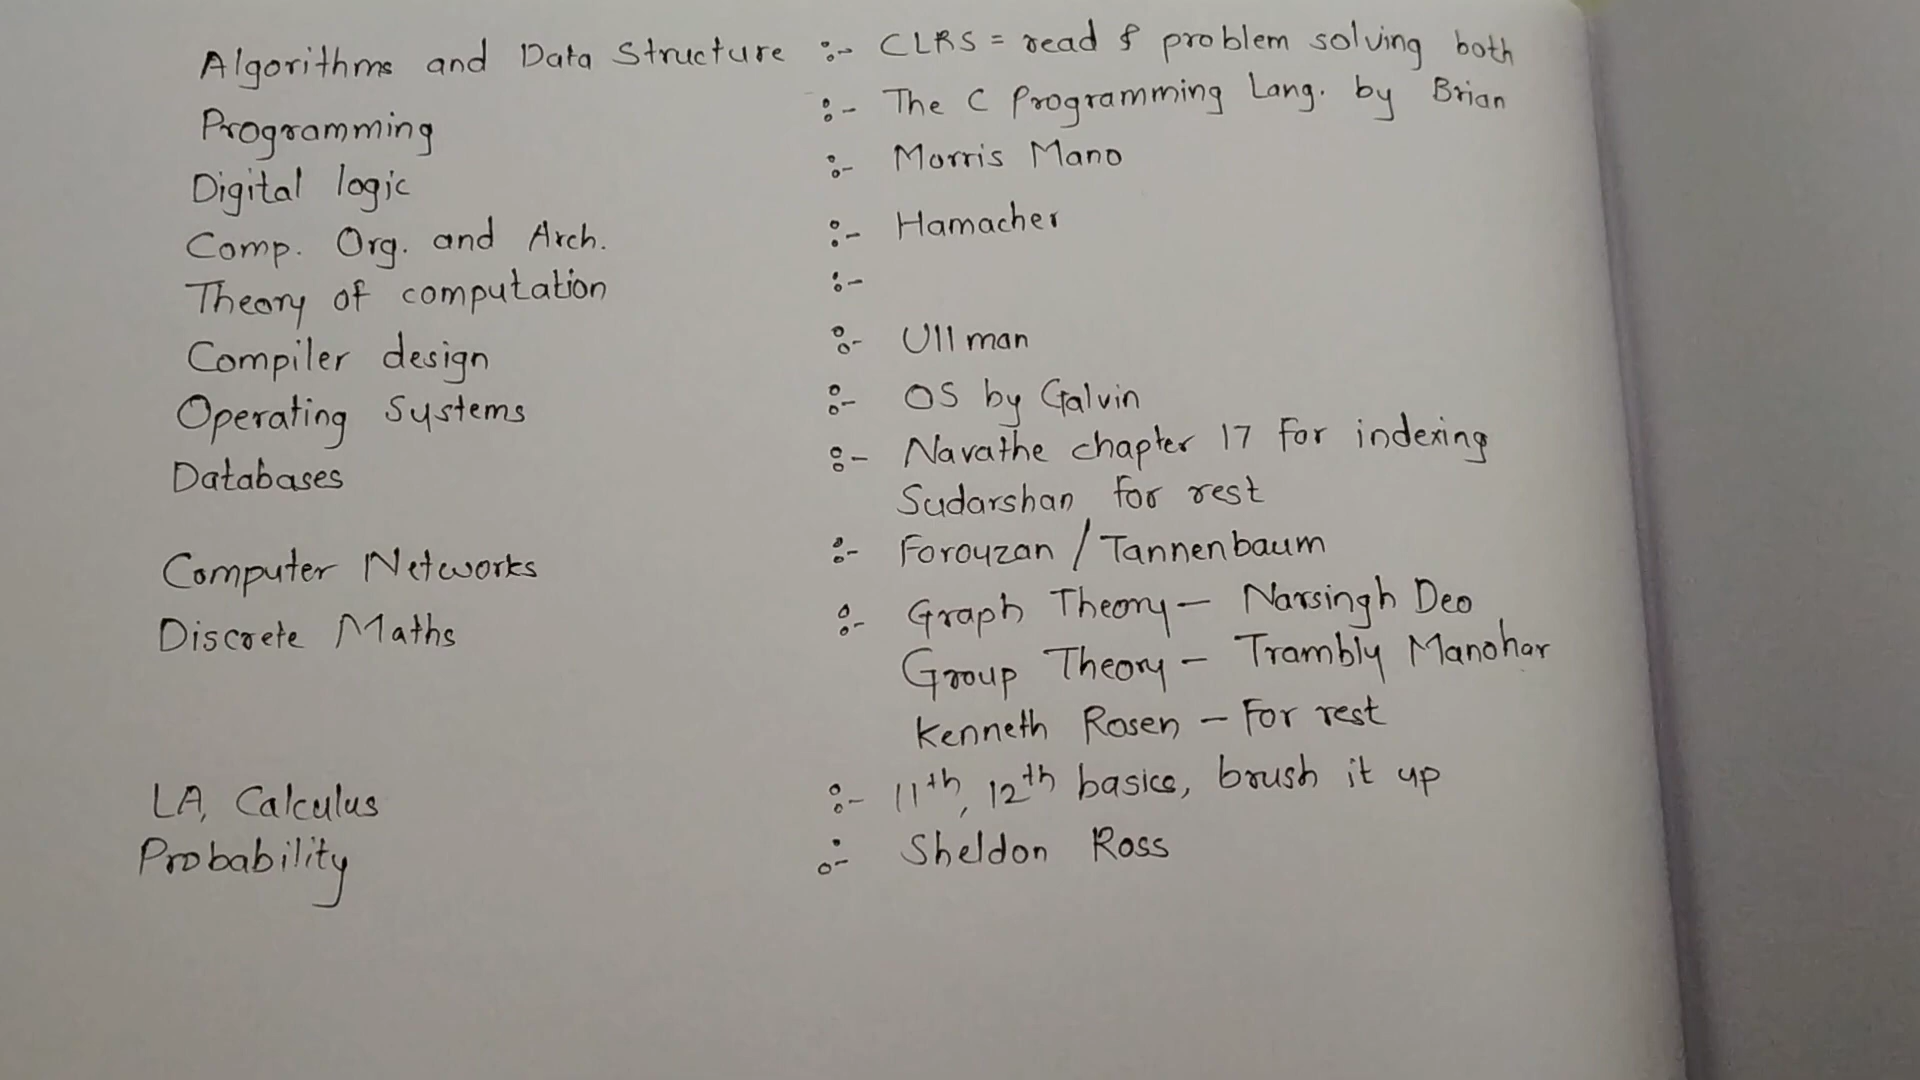 Algorithms and Data Structure :- CLRS = read & problem solving both
Programming :- The C Programming Lang. by Brian
Digital logic :- Morris Mano
Comp. Org. and Arch. :- Hamacher
Theory of computation :-
Compiler design :- Ullman
Operating Systems :- OS by Galvin
Databases :- Navathe chapter 17 For indexing
Sudarshan for rest
Computer Networks :- Forouzan / Tannenbaum
Discrete Maths :- Graph Theory - Narsingh Deo
Group Theory - Trambly Manohar
Kenneth Rosen - For rest
LA, Calculus :- 11th, 12th basics, brush it up
Probability :- Sheldon Ross